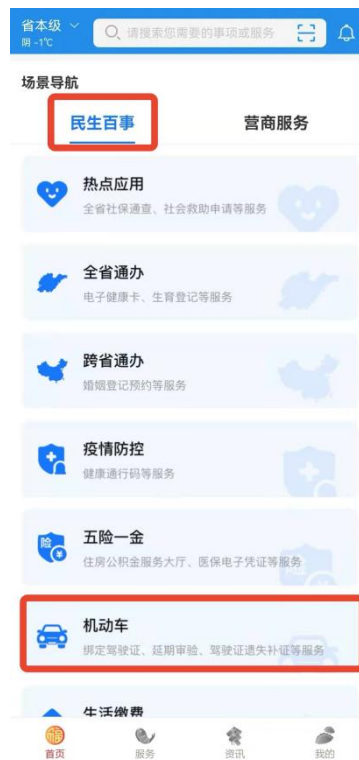 省本级
阴 -1℃
请搜索您需要的事项或服务
场景导航
民生百事
营商服务
热点应用
全省社保通查、社会救助申请等服务
全省通办
电子健康卡、生育登记等服务
跨省通办
婚姻登记预约等服务
疫情防控
健康通行码等服务
险
五险一金
住房公积金服务大厅、医保电子凭证等服务
机动车
绑定驾驶证、延期审验、驾驶证遗失补证等服务
生活缴费
首页
服务
资讯
我的